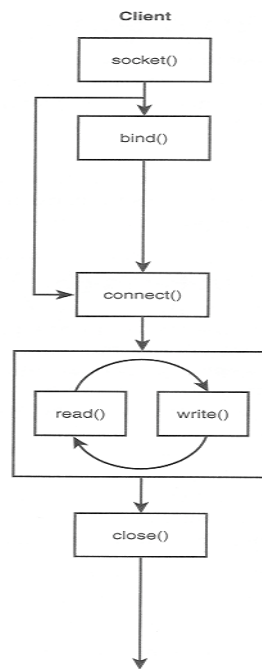 Client
socket()
bind()
connect()
read()
write()
close()